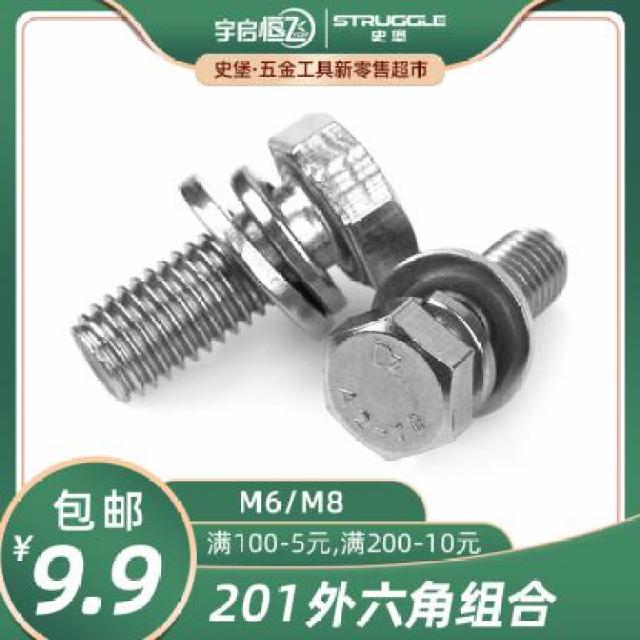 宇启恒 STRUGGLE
史堡
史堡·五金工具新零售超市
A2-70
包邮
¥9.9
M6/M8
满100-5元,满200-10元
201外六角组合